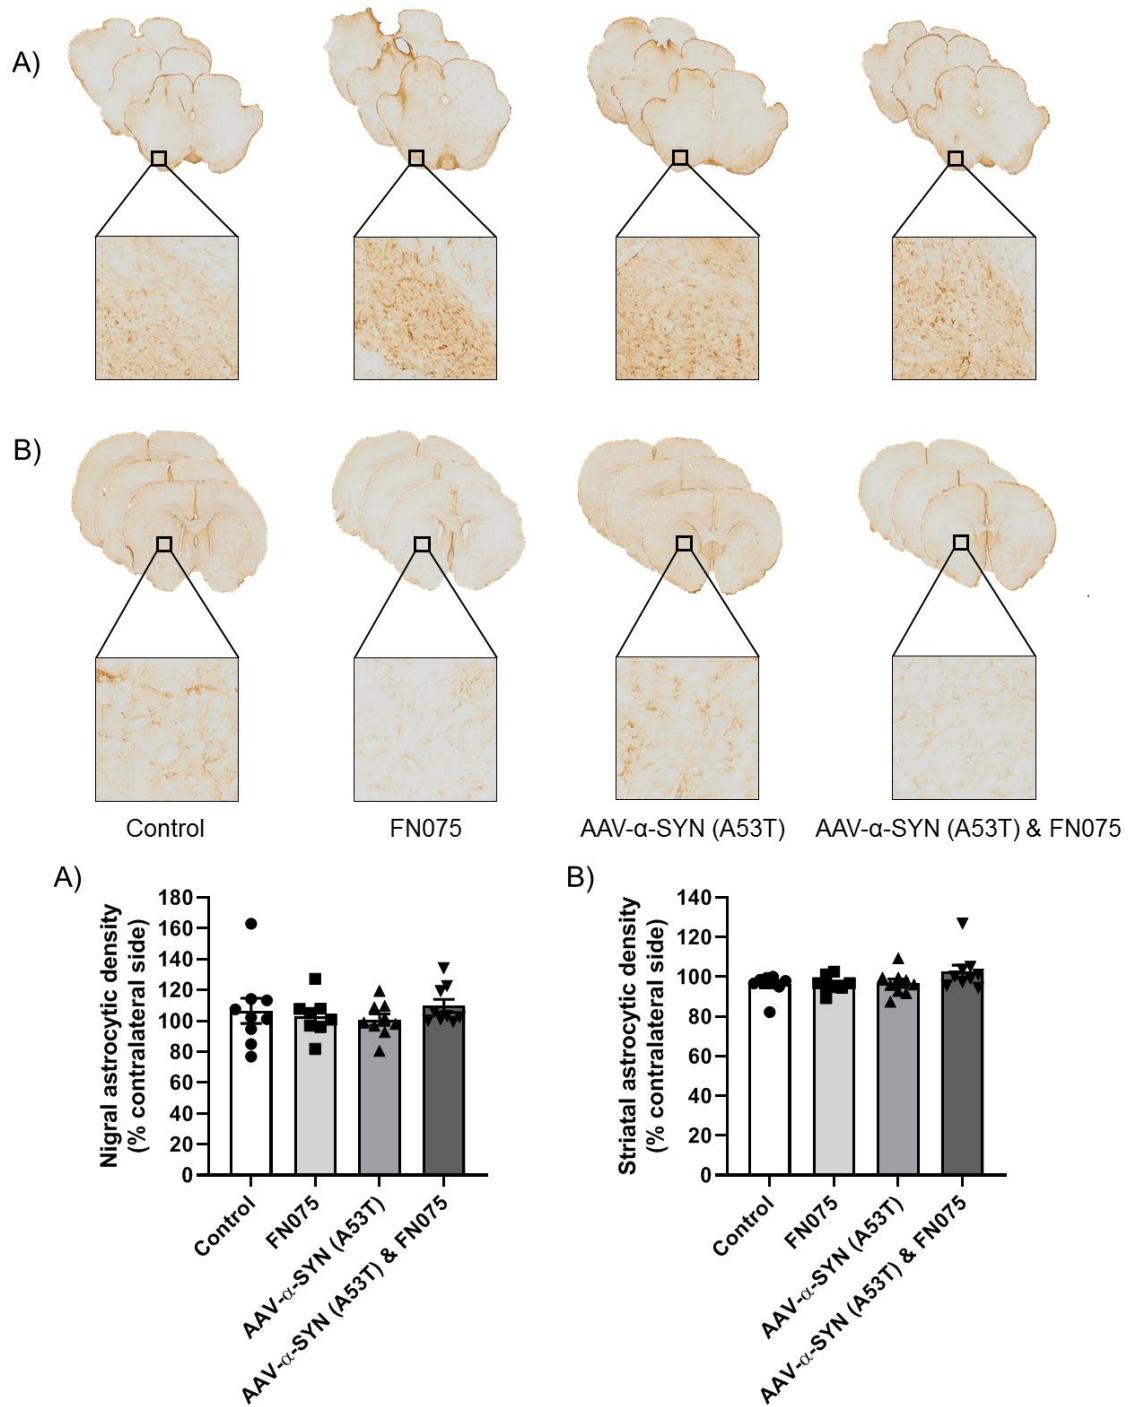 A)
B)
Control
FN075
AAV-α-SYN (A53T)
AAV-α-SYN (A53T) & FN075
A)
Nigral astrocytic density
(% contralateral side)
180
160
140
120
100
80
60
40
20
0
Control
FN075
AAV-α-SYN (A53T)
AAV-α-SYN (A53T) & FN075
B)
Striatal astrocytic density
(% contralateral side)
140
120
100
80
60
40
20
0
Control
FN075
AAV-α-SYN (A53T)
AAV-α-SYN (A53T) & FN075